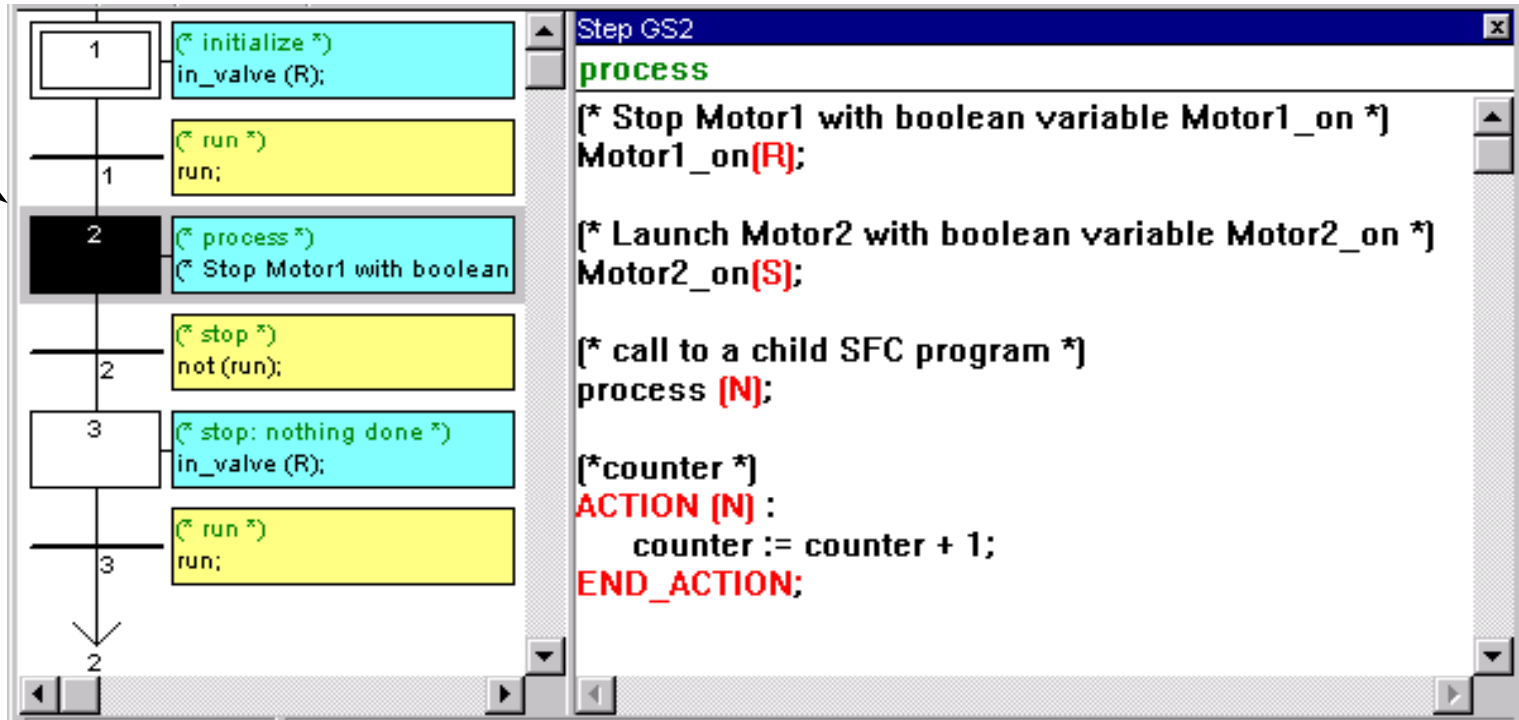 1
(* initialize *)
in_valve (R);
(* run *)
1
run;
2
(* process *)
(* Stop Motor1 with boolean
(* stop *)
2
not (run);
3
(* stop: nothing done *)
in_valve (R);
(* run *)
3
run;
2
Step GS2
process
(* Stop Motor1 with boolean variable Motor1_on *)
Motor1_on(R);
(* Launch Motor2 with boolean variable Motor2_on *)
Motor2_on(S);
(* call to a child SFC program *)
process (N);
(*counter *)
ACTION (N) :
counter := counter + 1;
END_ACTION;